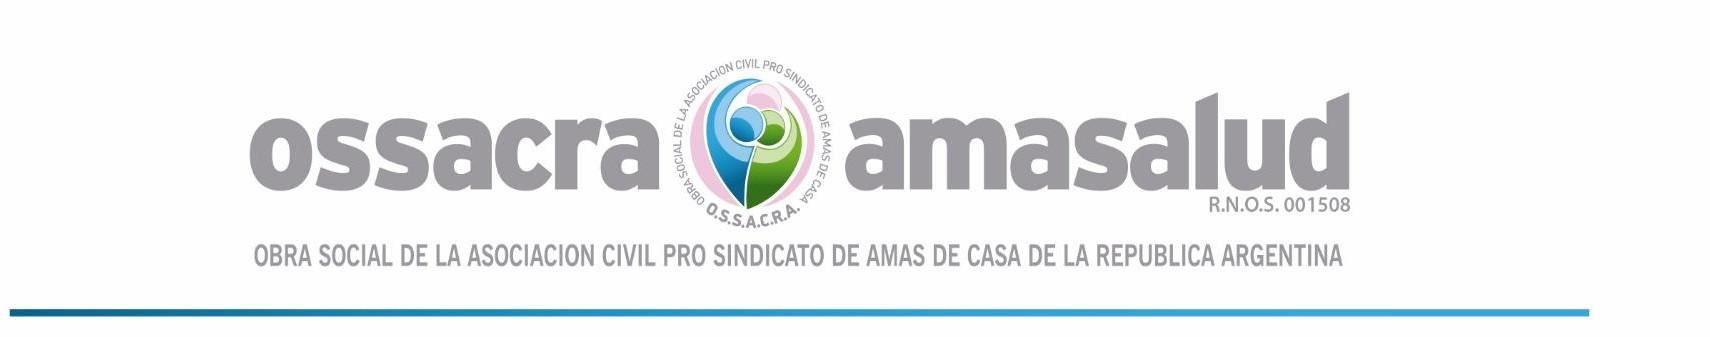 ossacra amasalud
OBRA SOCIAL DE LA ASOCIACION CIVIL PRO SINDICATO DE AMAS DE CASA
O.S.S.A.C.R.A.
R.N.O.S. 001508
OBRA SOCIAL DE LA ASOCIACION CIVIL PRO SINDICATO DE AMAS DE CASA DE LA REPUBLICA ARGENTINA